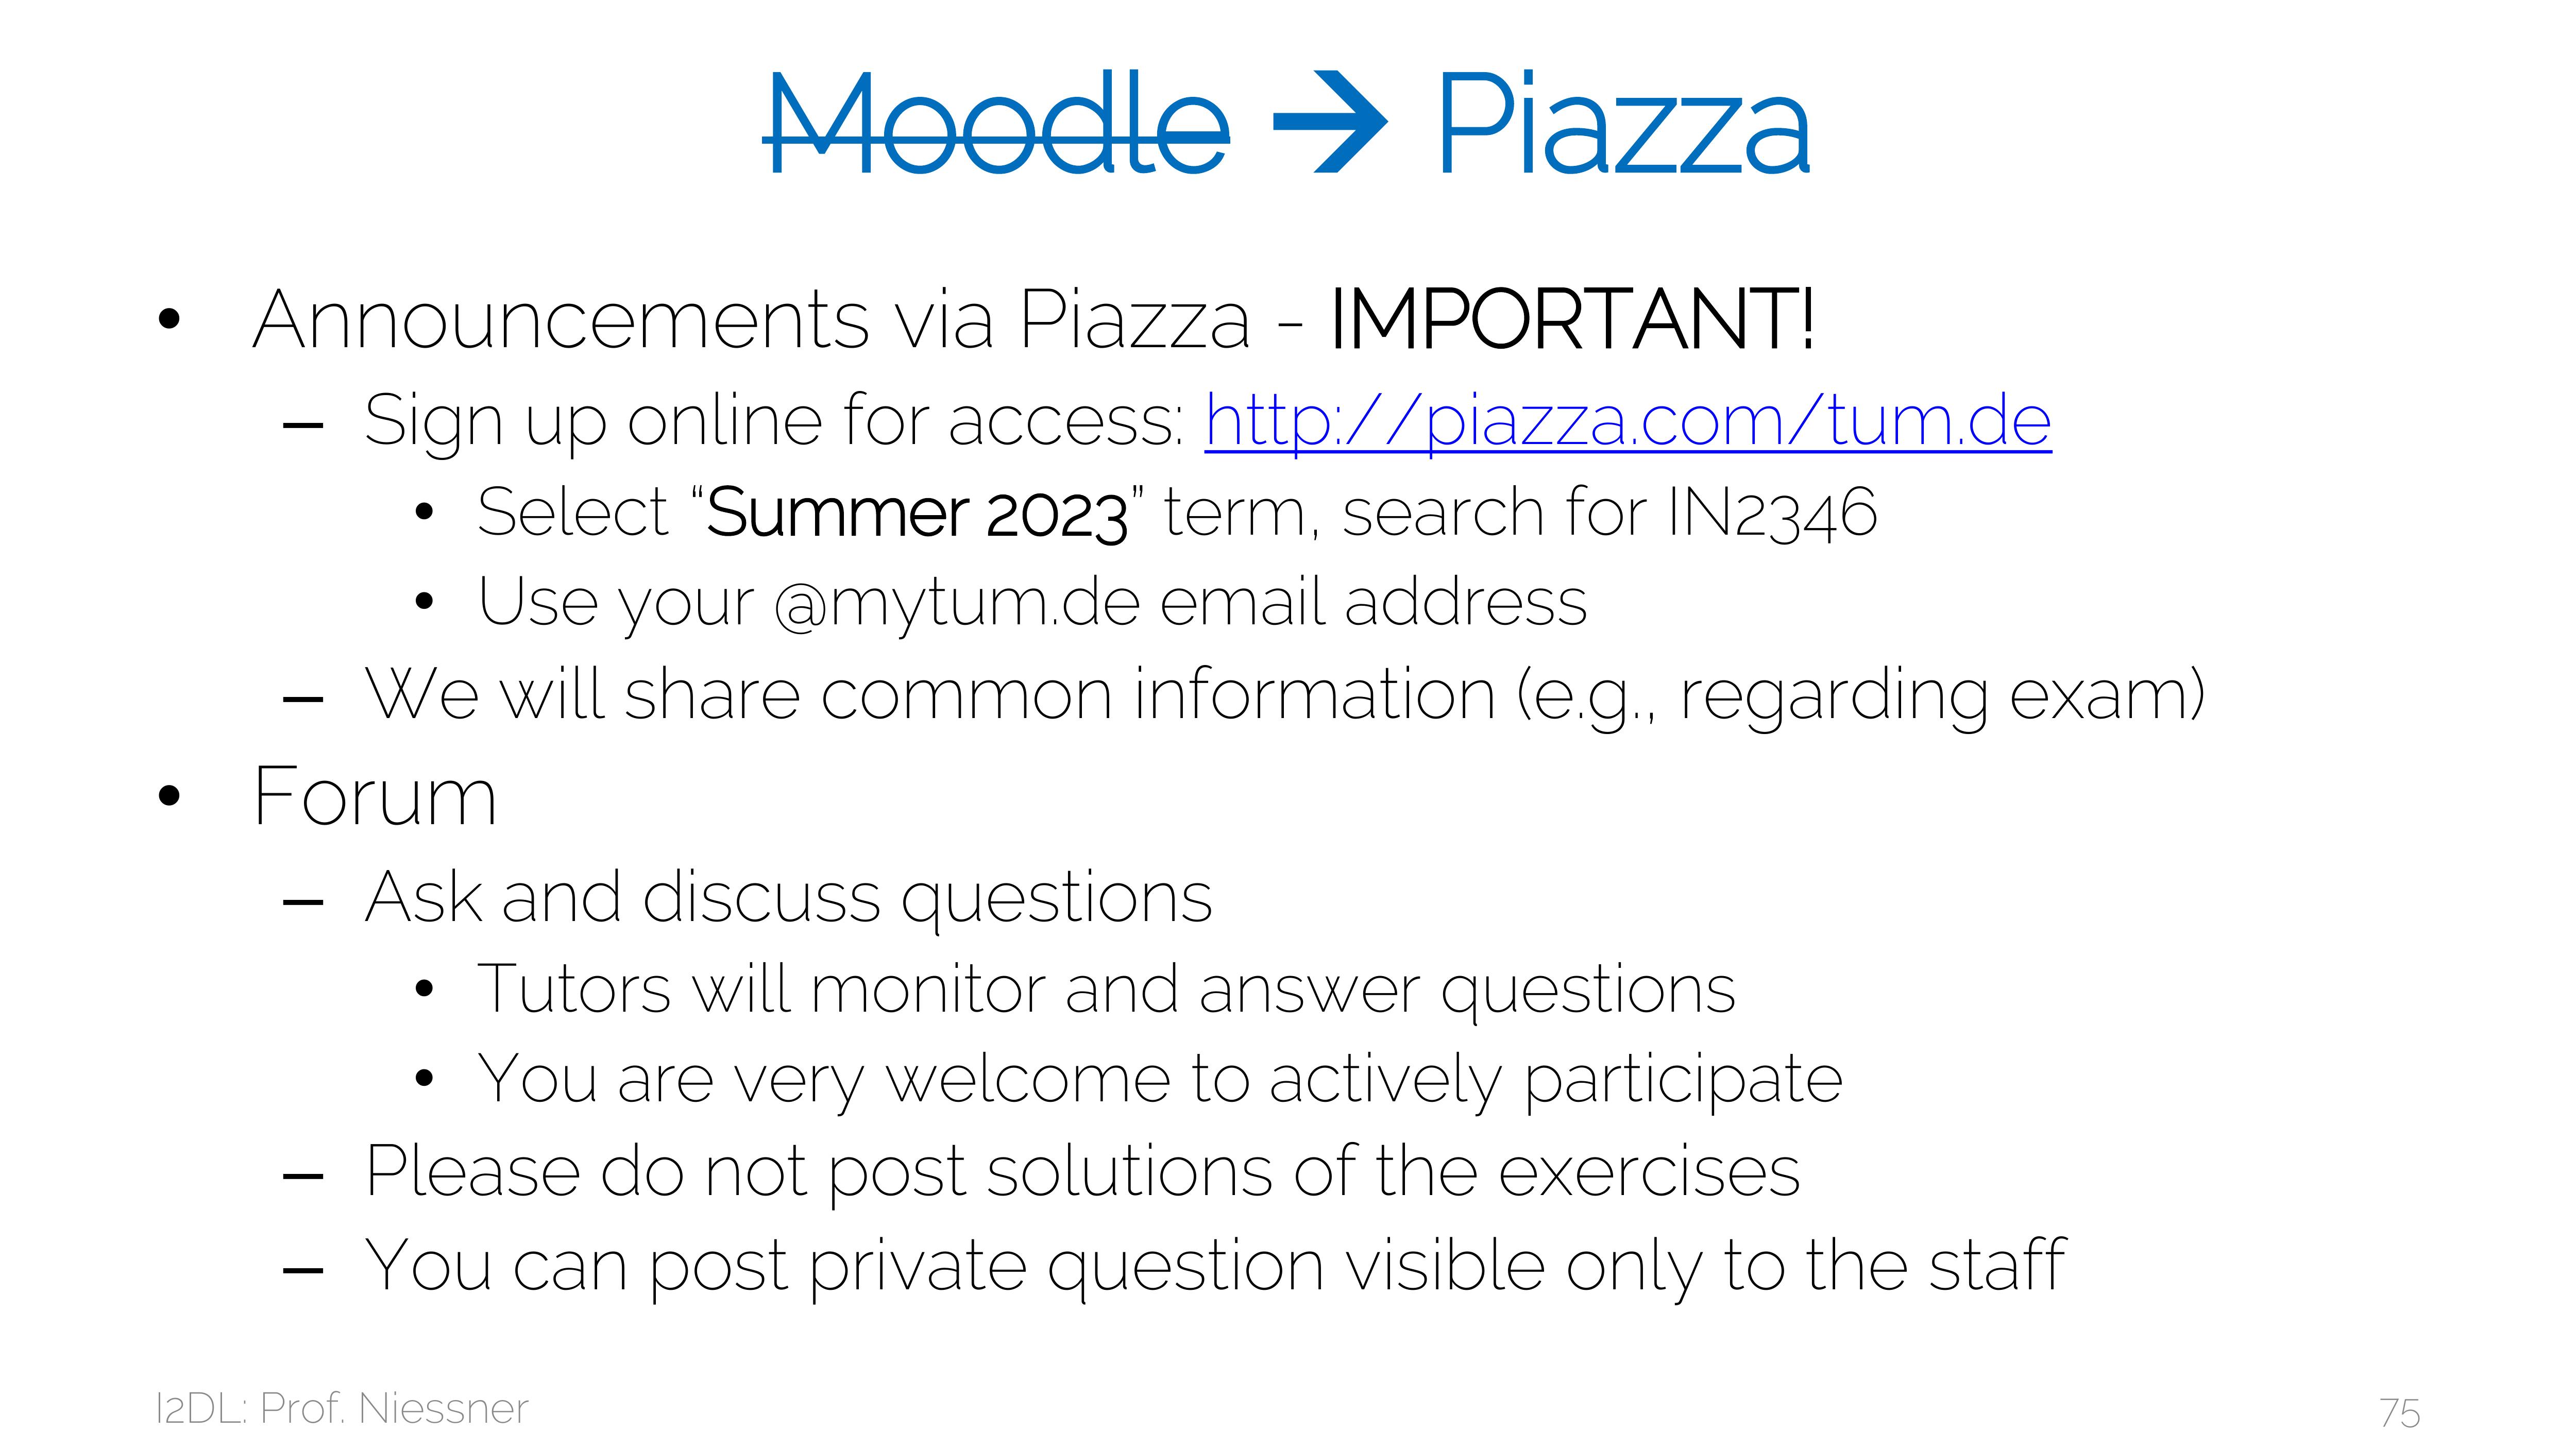 Moodle → Piazza
• Announcements via Piazza - IMPORTANT!
– Sign up online for access: http://piazza.com/tum.de
• Select “Summer 2023” term, search for IN2346
• Use your @mytum.de email address
– We will share common information (e.g., regarding exam)
• Forum
– Ask and discuss questions
• Tutors will monitor and answer questions
• You are very welcome to actively participate
– Please do not post solutions of the exercises
– You can post private question visible only to the staff
I2DL: Prof. Niessner
75